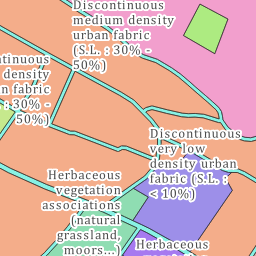 Discontinuous
medium density
urban fabric
(S.L. : 30% -
50%)
ntinuous
density
n fabric
: 30% -
50%)
Discontinuous
very low
density urban
fabric (S.L. :
< 10%)
Herbaceous
vegetation
associations
(natural
grassland,
moors...)
Herbaceous